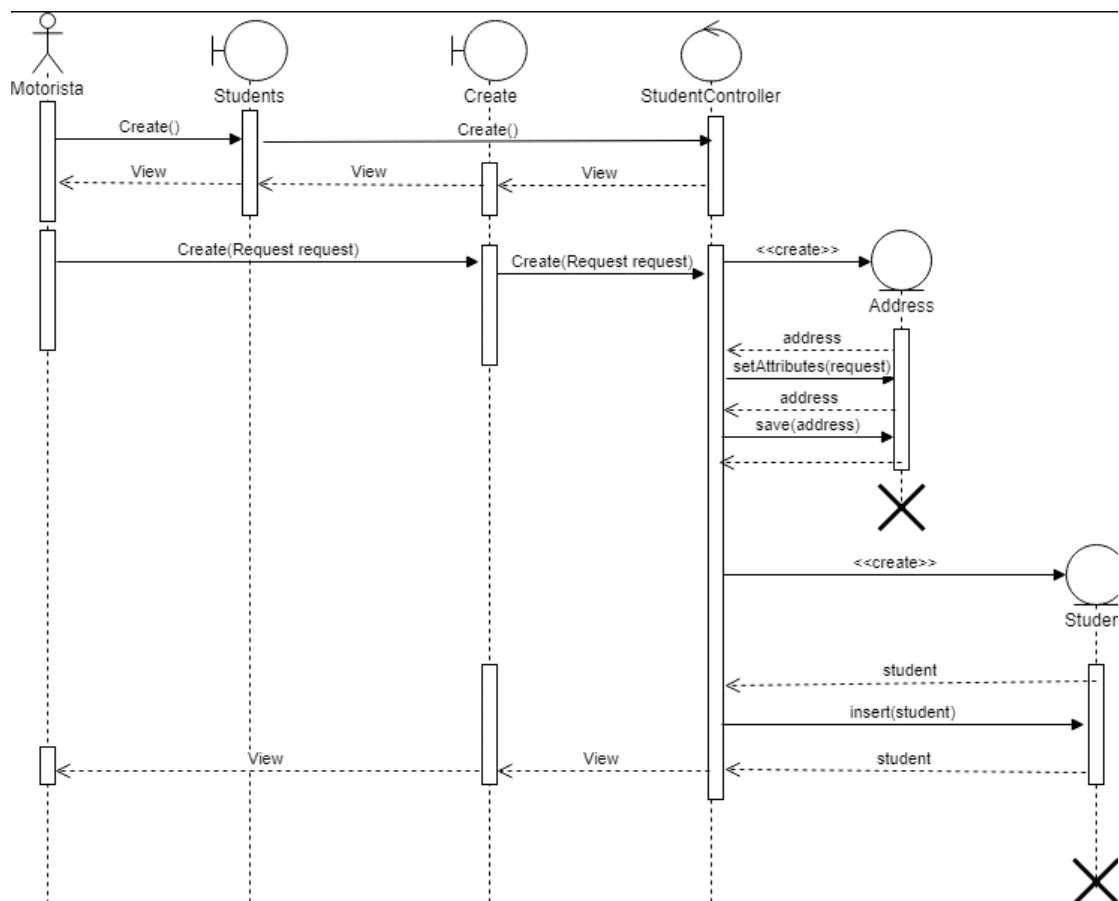 Motorista
Students
Create
StudentController
Create()
Create()
View
View
View
Create(Request request)
Create(Request request)
<<create>>
Address
address
setAttributes(request)
address
save(address)
<<create>>
Studen
student
insert(student)
View
View
student